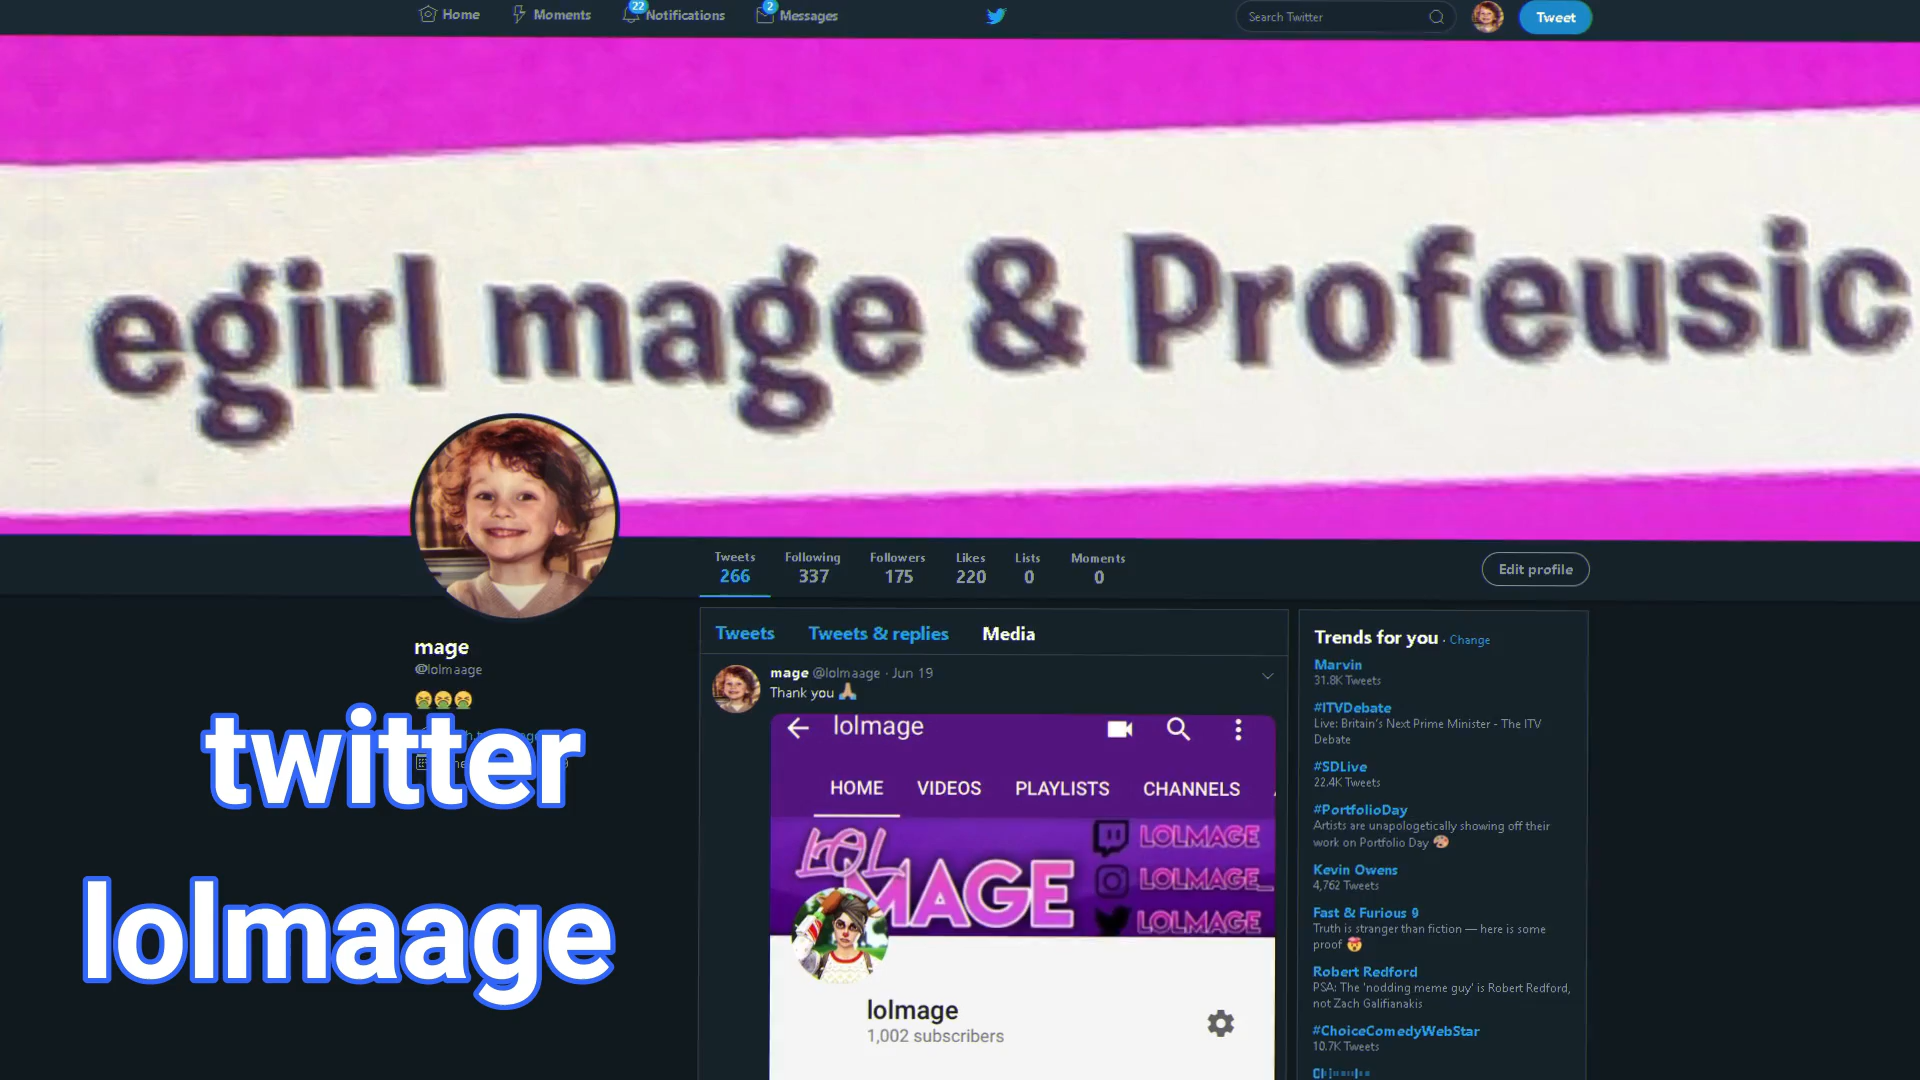 Home
Moments
22
Notifications
2
Messages
Search Twitter
Tweet
egirl mage & Profeusic
Tweets
266
Following
337
Followers
175
Likes
220
Lists
0
Moments
0
Edit profile
mage
@lolmaage
twitter
lolmaage
Tweets
Tweets & replies
Media
mage @lolmaage · Jun 19
Thank you
lolmage
HOME VIDEOS PLAYLISTS CHANNELS
LOL
MAGE
LOLMAGE
LOLMAGE_
LOLMAGE
lolmage
1,002 subscribers
Trends for you · Change
Marvin
31.8K Tweets
#ITVDebate
Live: Britain's Next Prime Minister - The ITV
Debate
#SDLive
22.4K Tweets
#PortfolioDay
Artists are unapologetically showing off their
work on Portfolio Day
Kevin Owens
4,762 Tweets
Fast & Furious 9
Truth is stranger than fiction — here is some
proof
Robert Redford
PSA: The 'nodding meme guy' is Robert Redford,
not Zach Galifianakis
#ChoiceComedyWebStar
10.7K Tweets